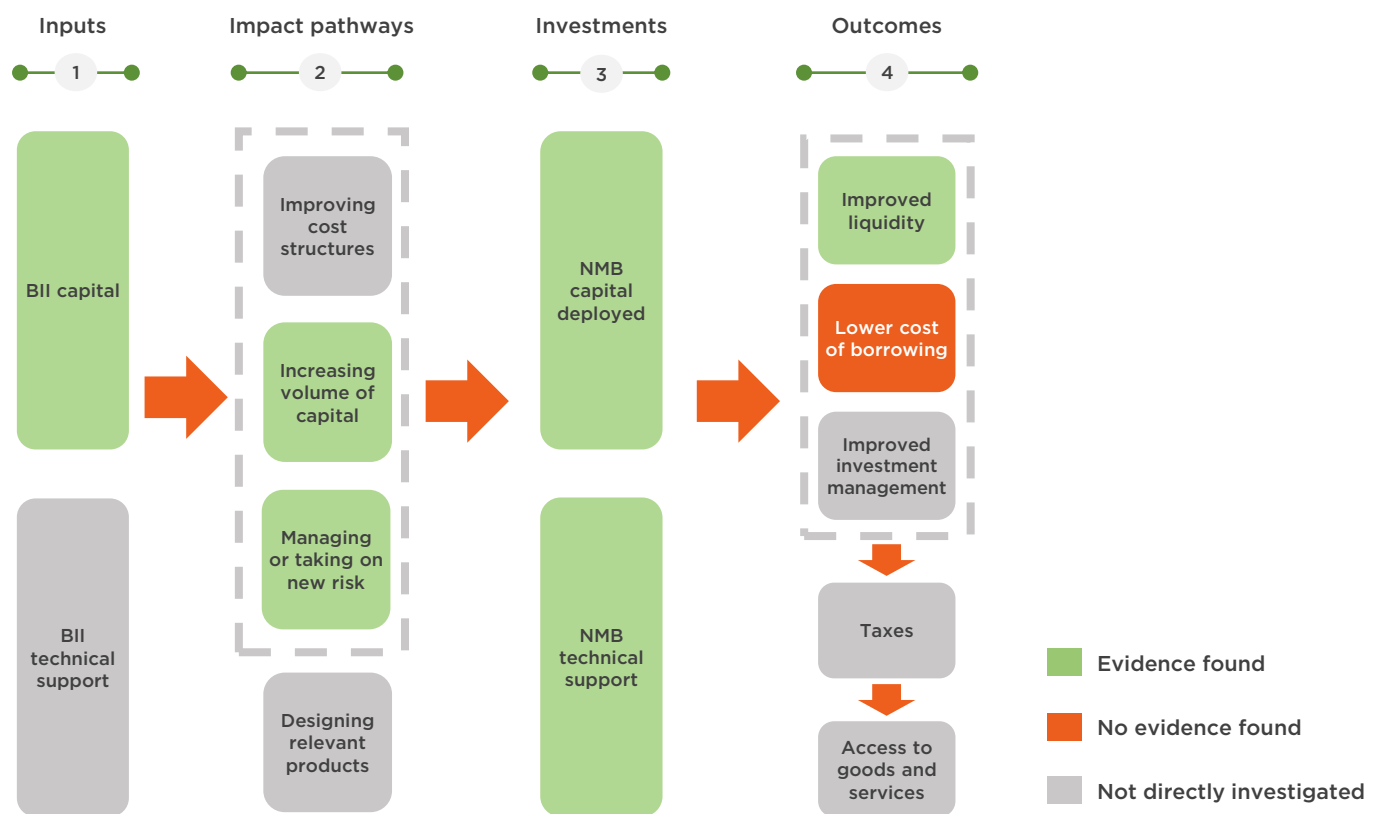 Inputs
Impact pathways
Investments
Outcomes
1
2
3
4
BII capital
BII
technical
support
Improving
cost
structures
Increasing
volume of
capital
Managing
or taking on
new risk
Designing
relevant
products
NMB
capital
deployed
NMB
technical
support
Improved
liquidity
Lower cost
of borrowing
Improved
investment
management
Taxes
Access to
goods and
services
Evidence found
No evidence found
Not directly investigated